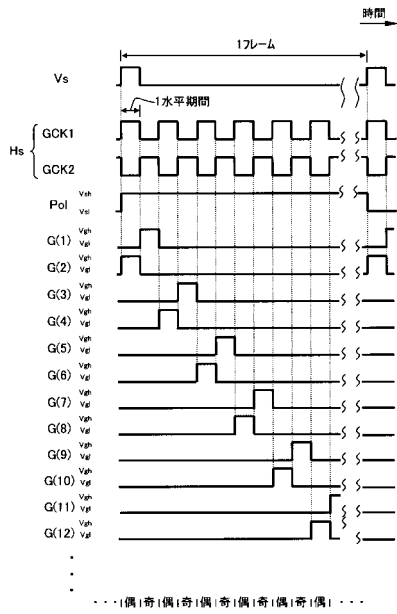 時間
1フレーム
Vs
1水平期間
Hs
GCK1
GCK2
Pol
Vsh
Vsl
G(1)
Vgh
Vgl
G(2)
Vgh
Vgl
G(3)
Vgh
Vgl
G(4)
Vgh
Vgl
G(5)
Vgh
Vgl
G(6)
Vgh
Vgl
G(7)
Vgh
Vgl
G(8)
Vgh
Vgl
G(9)
Vgh
Vgl
G(10)
Vgh
Vgl
G(11)
Vgh
Vgl
G(12)
Vgh
Vgl
・・・|偶|奇|偶|奇|偶|奇|偶|奇|偶|奇|偶|・・・